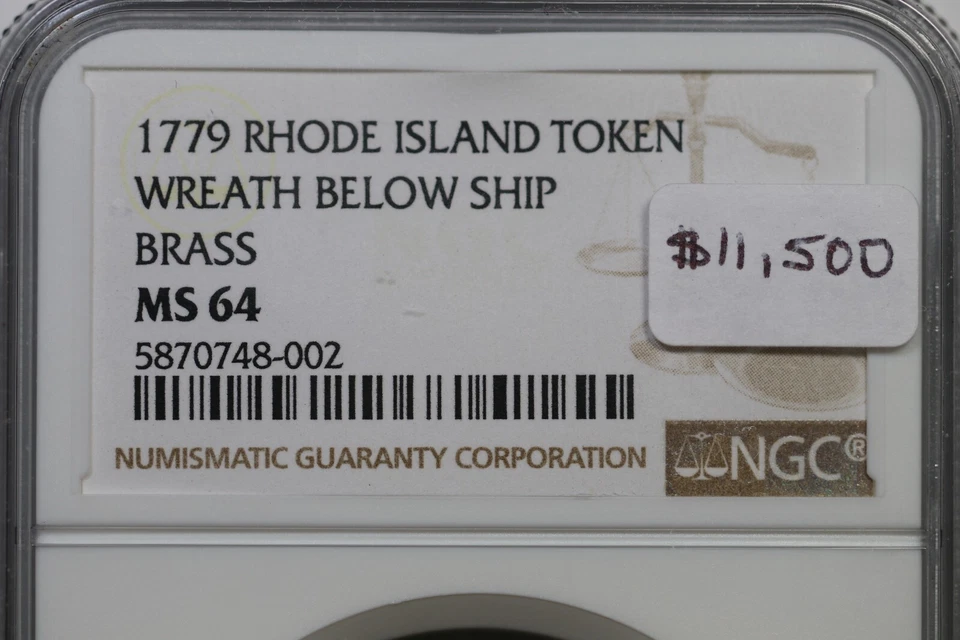 1779 RHODE ISLAND TOKEN
WREATH BELOW SHIP
BRASS
$11,500
MS 64
5870748-002
NUMISMATIC GUARANTY CORPORATION
NGC®